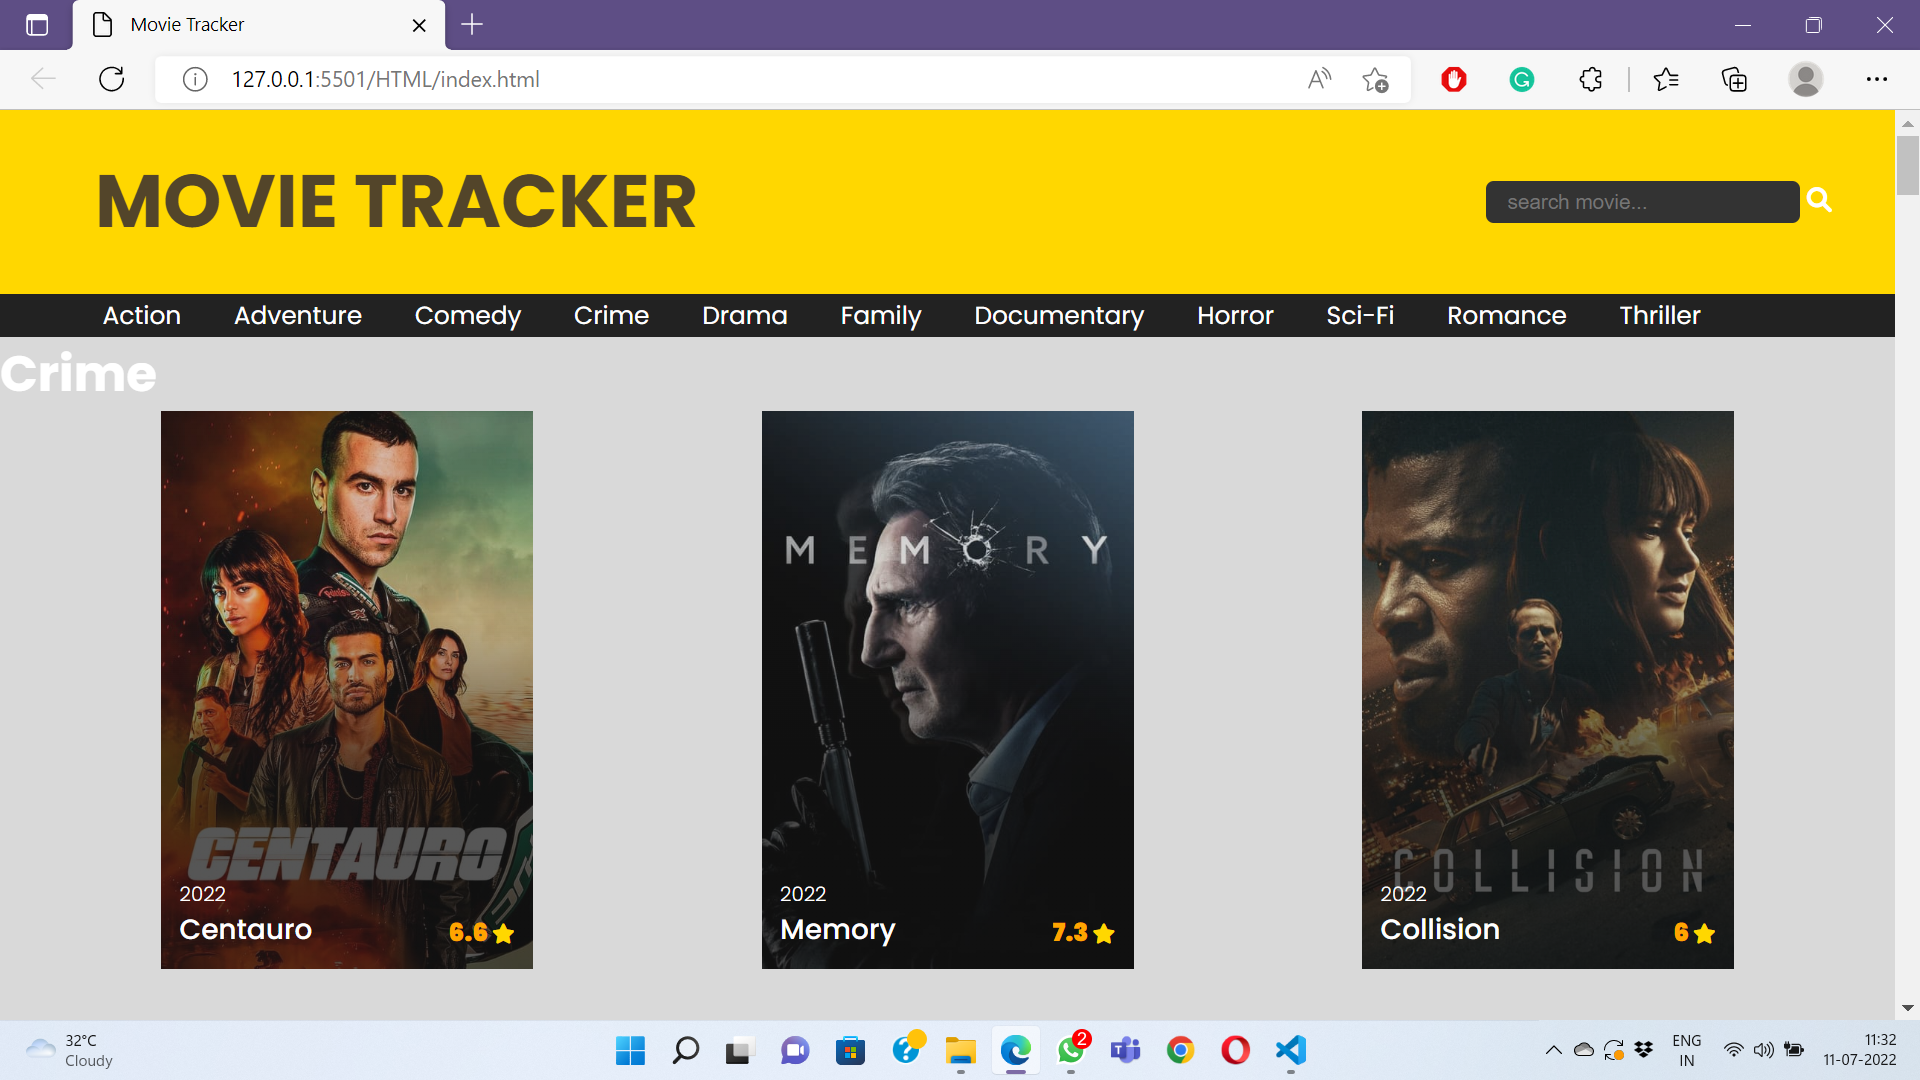 Movie Tracker
127.0.0.1:5501/HTML/index.html
MOVIE TRACKER
search movie...
Action Adventure Comedy Crime Drama Family Documentary Horror Sci-Fi Romance Thriller
Crime
CENTAURO
2022
Centauro
6.6
MEMORY
2022
Memory
7.3
COLLISION
2022
Collision
6
32°C
Cloudy
2
ENG
IN
11:32
11-07-2022